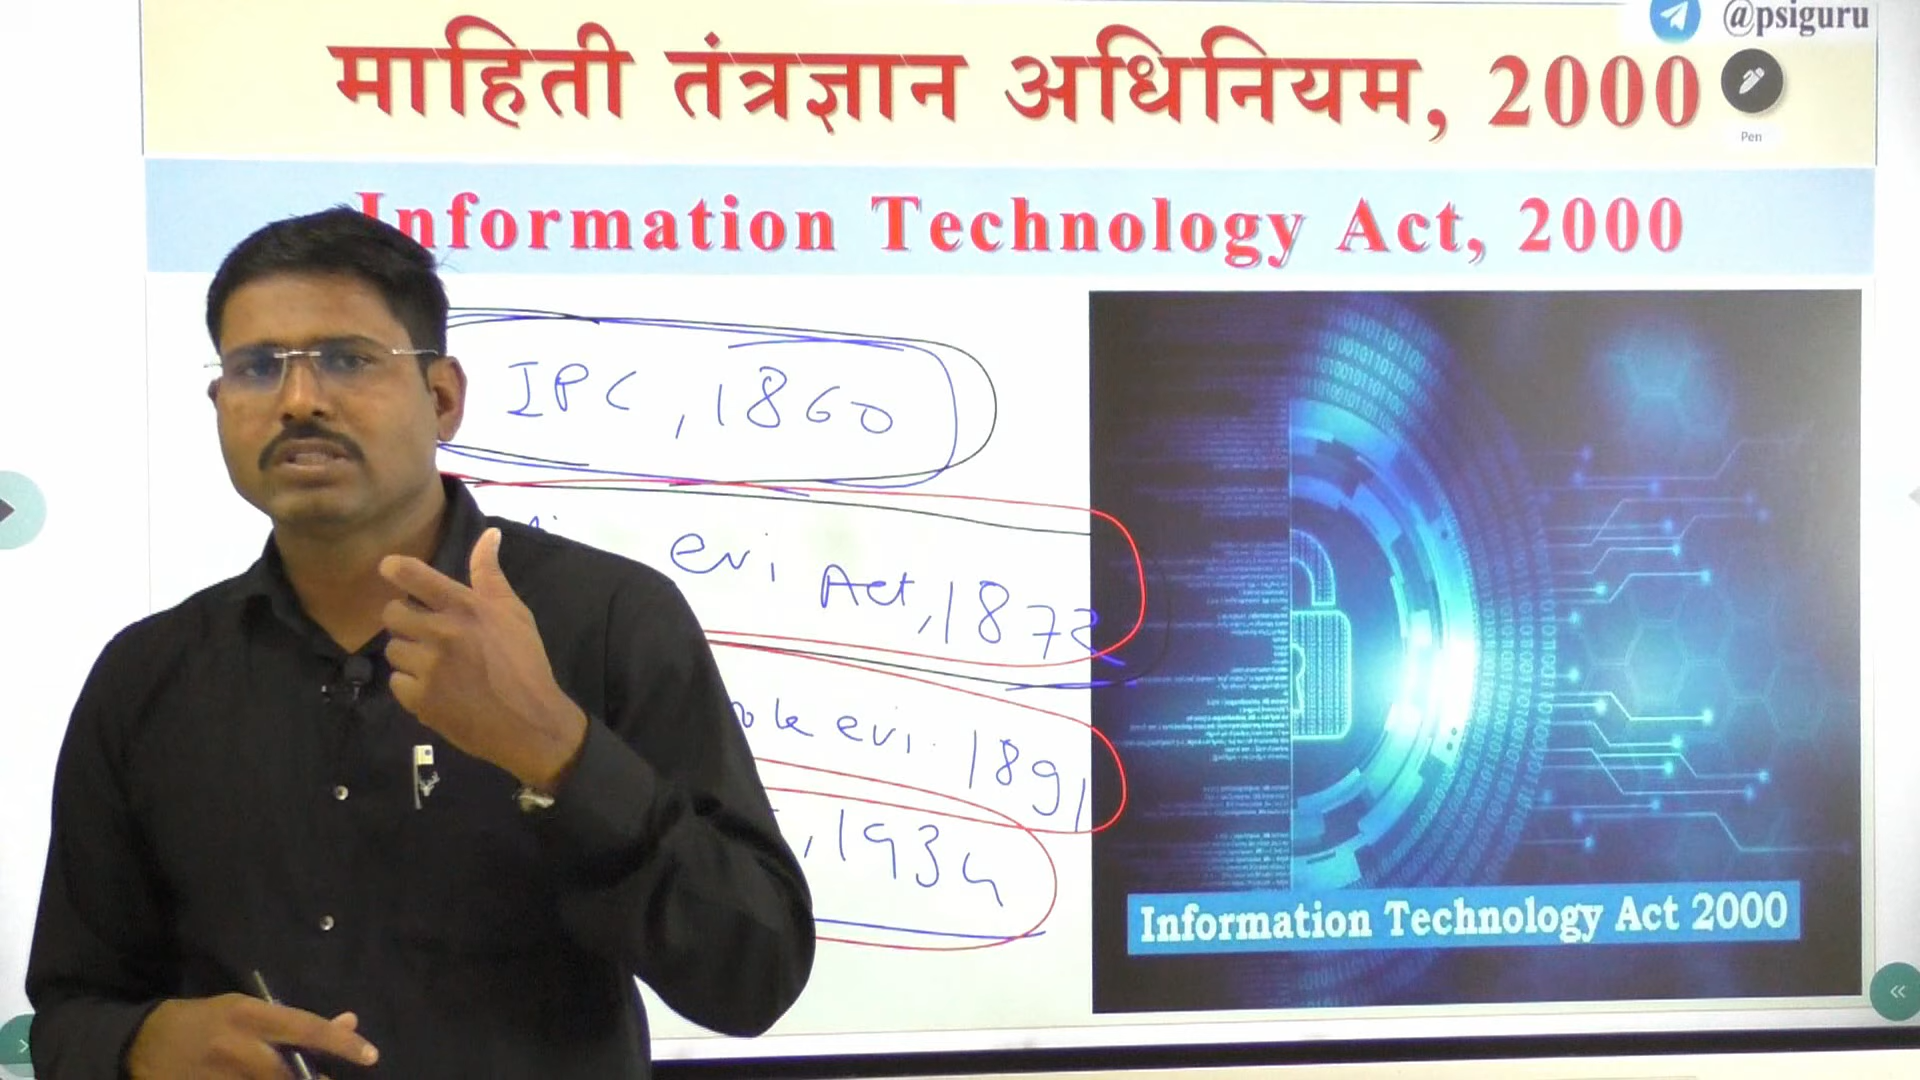 @psiguru
माहिती तंत्रज्ञान अधिनियम, 2000
Pen
Information Technology Act, 2000
IPC, 1860
evi Act, 1872
evi. 1891
, 1934
Information Technology Act 2000